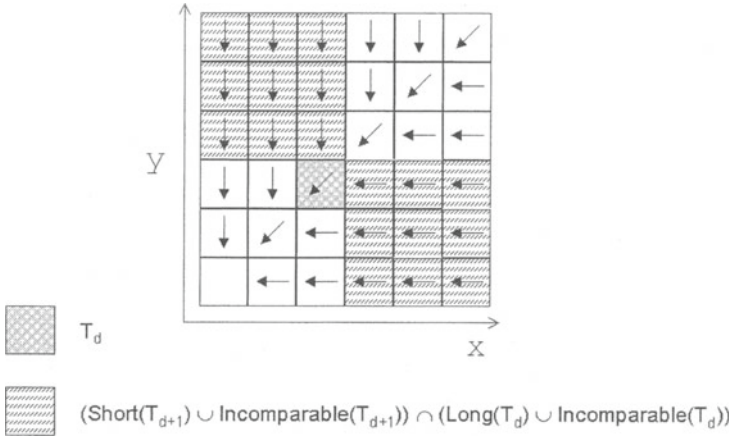 y
x
T_d
(Short(T_{d+1}) ∪ Incomparable(T_{d+1})) ∩ (Long(T_d) ∪ Incomparable(T_d))